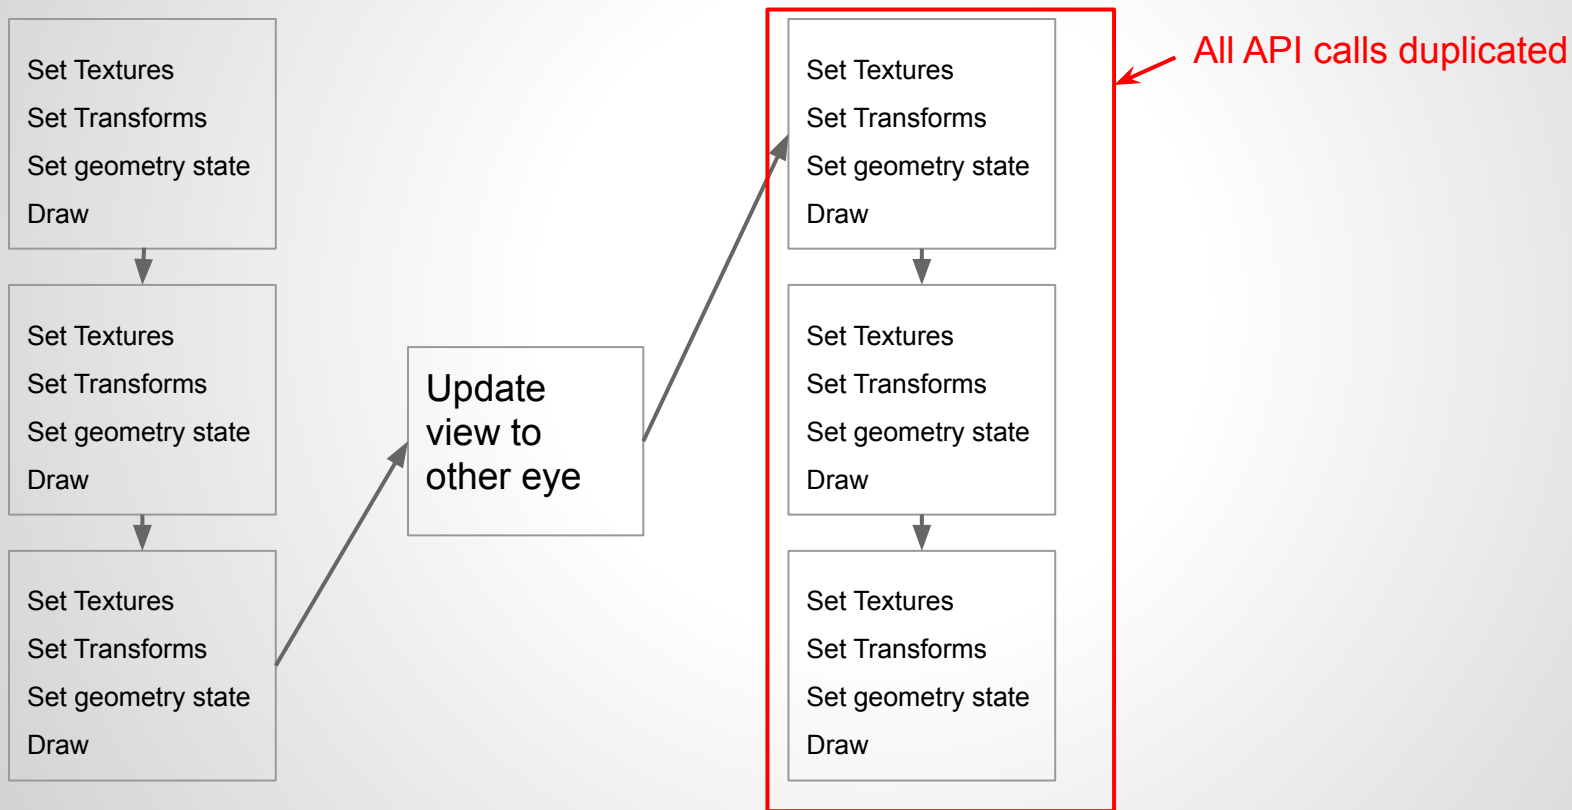 Set Textures
Set Transforms
Set geometry state
Draw
Set Textures
Set Transforms
Set geometry state
Draw
Set Textures
Set Transforms
Set geometry state
Draw
Update
view to
other eye
Set Textures
Set Transforms
Set geometry state
Draw
Set Textures
Set Transforms
Set geometry state
Draw
Set Textures
Set Transforms
Set geometry state
Draw
All API calls duplicated